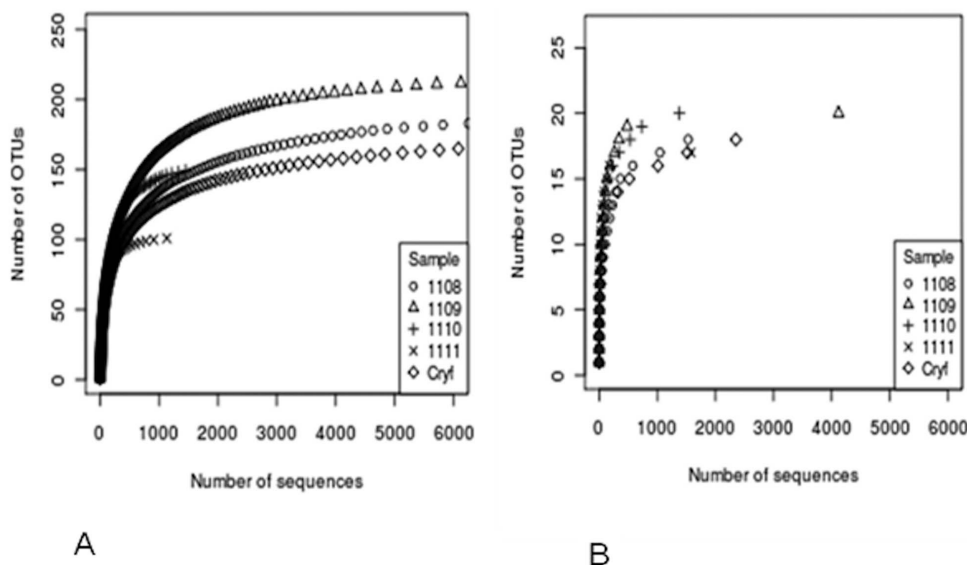 Number of OTUs
250
200
150
100
50
0
0 1000 2000 3000 4000 5000 6000
Number of sequences
Sample
1108
1109
1110
1111
Cryf
A
Number of OTUs
25
20
15
10
5
0
0 1000 2000 3000 4000 5000 6000
Number of sequences
Sample
1108
1109
1110
1111
Cryf
B